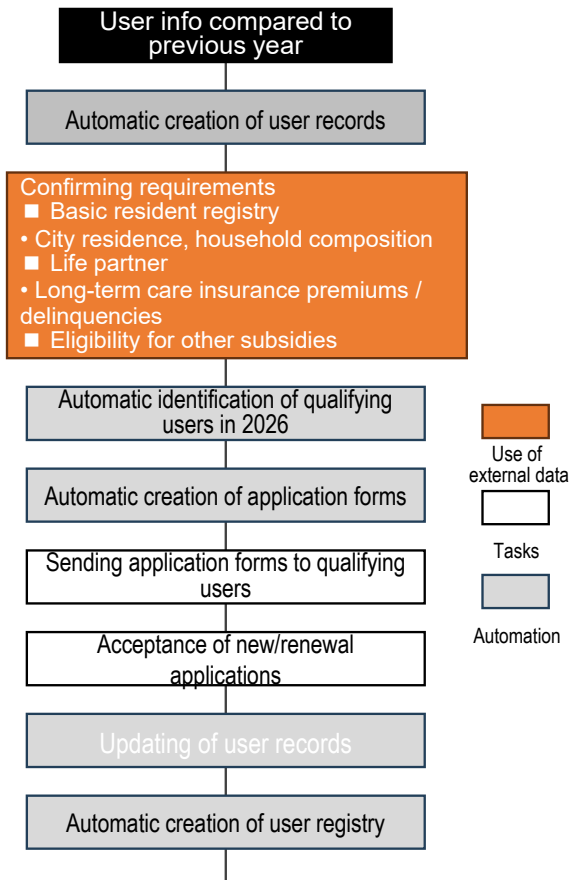 User info compared to
previous year
Automatic creation of user records
Confirming requirements
■ Basic resident registry
• City residence, household composition
■ Life partner
• Long-term care insurance premiums /
delinquencies
■ Eligibility for other subsidies
Automatic identification of qualifying
users in 2026
Automatic creation of application forms
Sending application forms to qualifying
users
Acceptance of new/renewal
applications
Updating of user records
Automatic creation of user registry
Use of
external data
Tasks
Automation